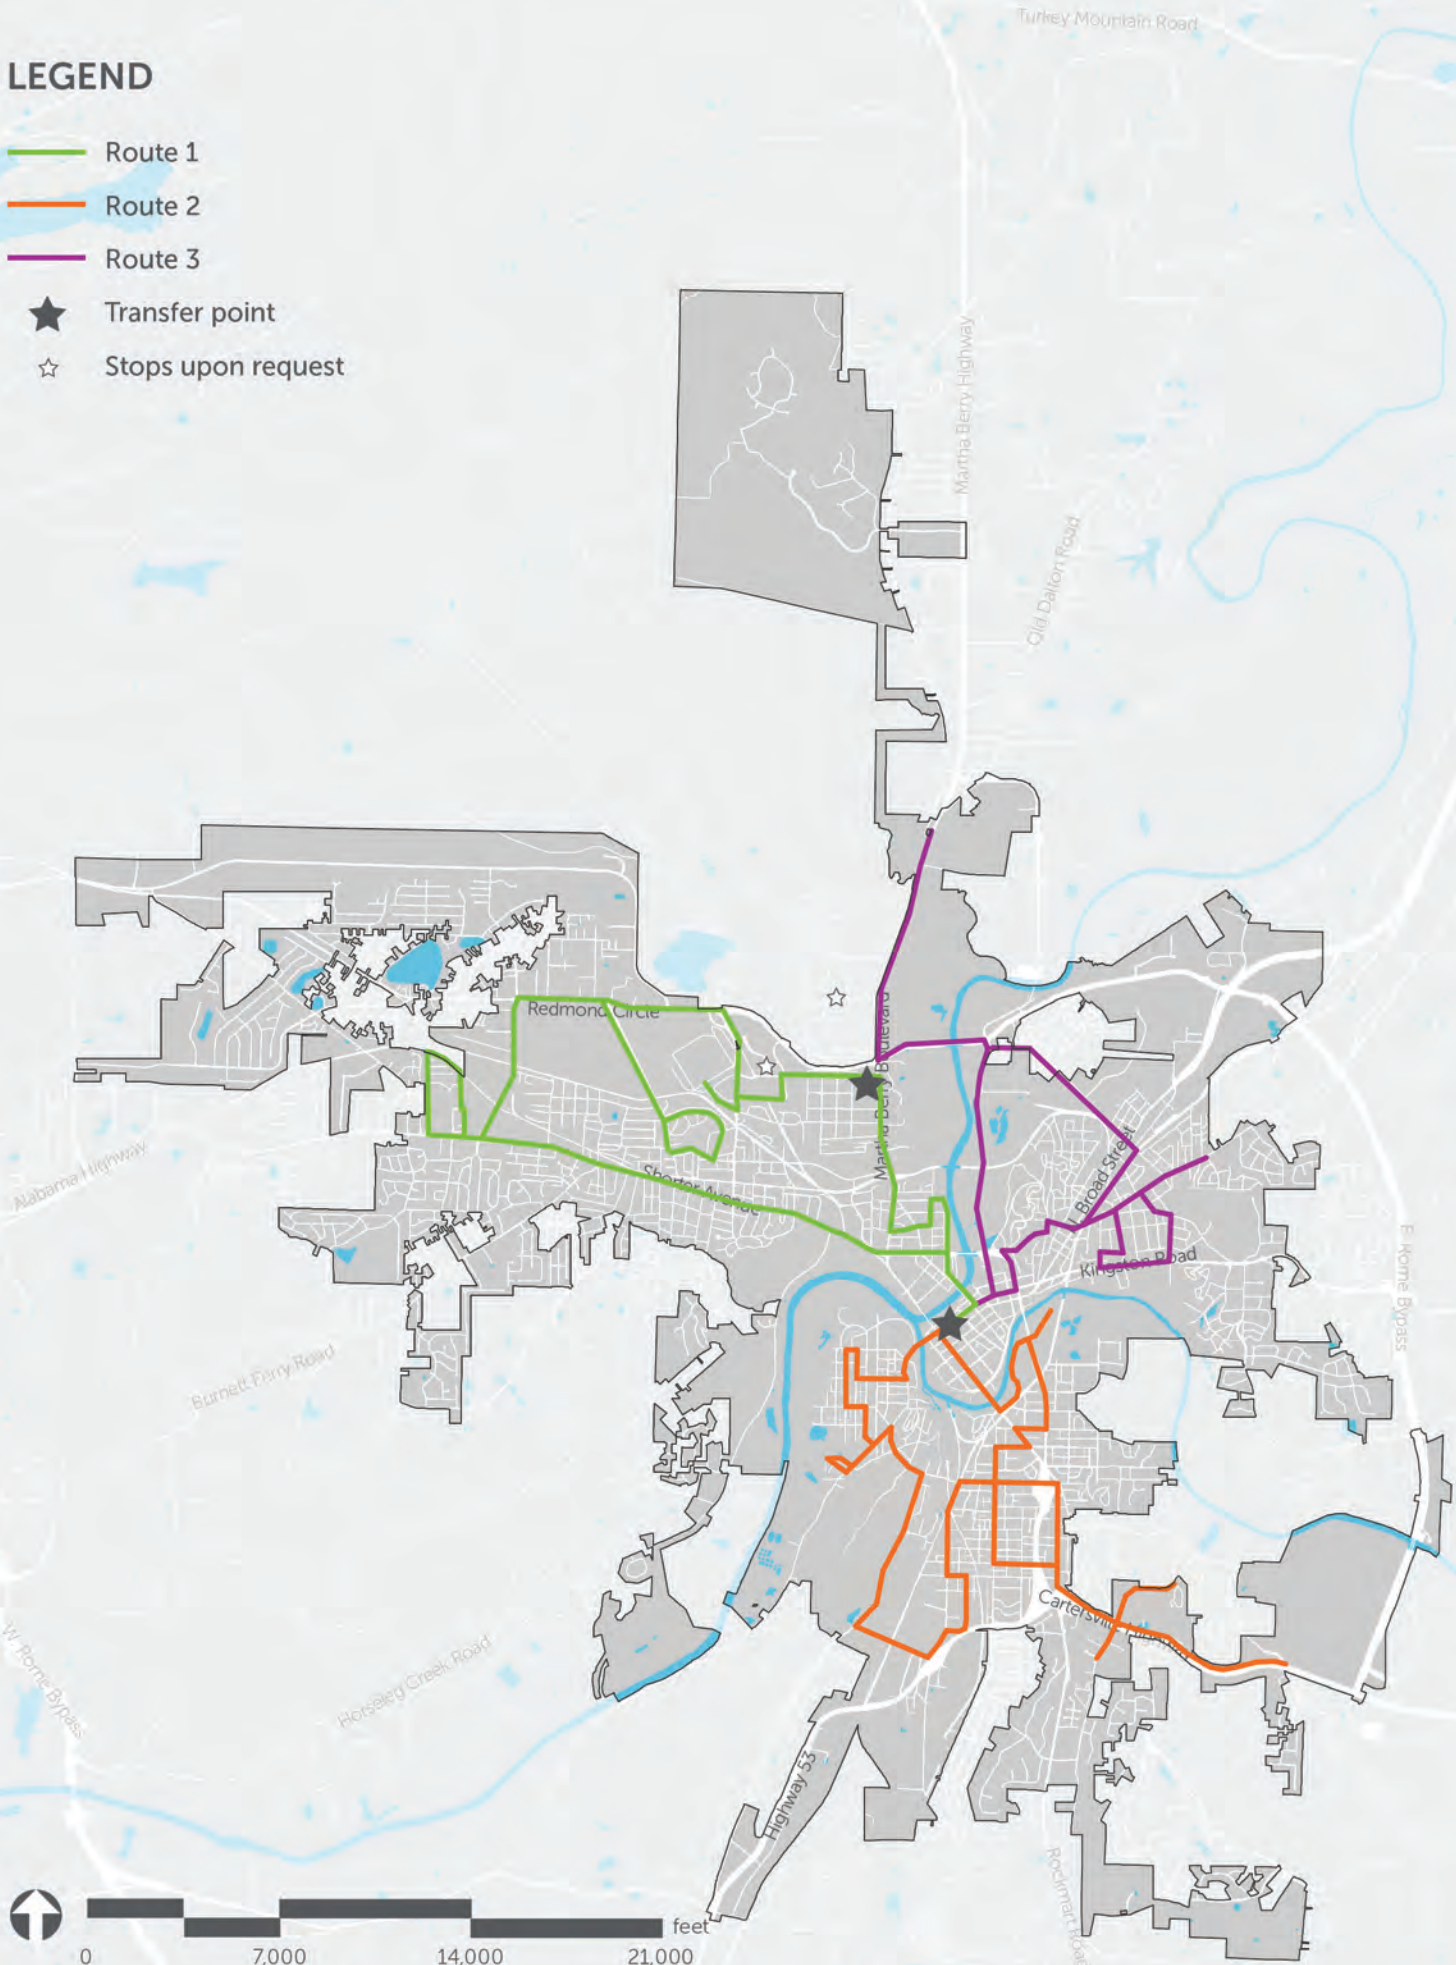 Turkey Mountain Road
LEGEND
Route 1
Route 2
Route 3
Transfer point
Stops upon request
Martha Berry Highway
Old Dalton Road
Redmond Circle
Martha Berry Boulevard
Alabama Highway
Shorter Avenue
N. Broad Street
Kingston Road
E. Rome Bypass
Burnett Ferry Road
Cartersville Highway
W. Rome Bypass
Horseleg Creek Road
Highway 53
Rockmart Road
feet
0 7,000 14,000 21,000